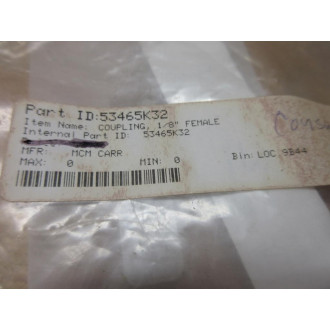 Part ID:53465K32
Item Name: COUPLING, 1/8" FEMALE
Internal Part ID: 53465K32
MFR: MCM CARR
MAX: 0 MIN: 0 Bin: LOC 9B44